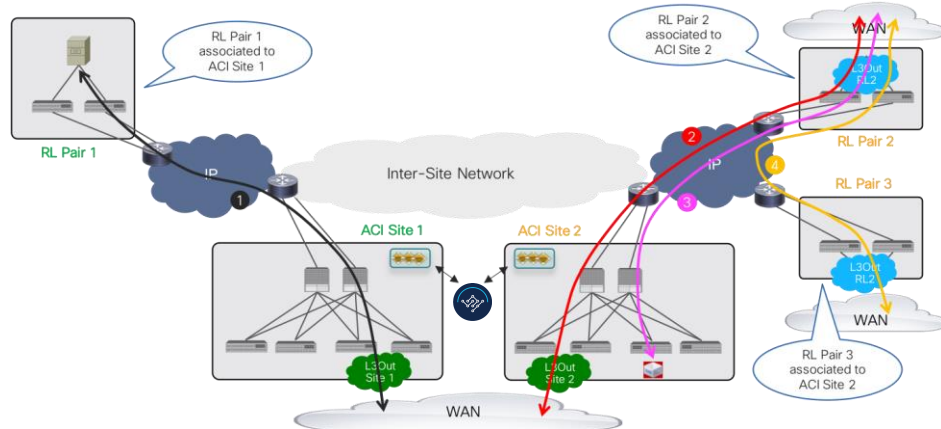 RL Pair 1
associated to
ACI Site 1
RL Pair 1
IP
1
Inter-Site Network
RL Pair 2
associated to
ACI Site 2
WAN
L3Out
RL2
RL Pair 2
2
IP
3
4
RL Pair 3
L3Out
RL2
WAN
RL Pair 3
associated to
ACI Site 2
ACI Site 1
ACI Site 2
L3Out
Site 1
L3Out
Site 2
WAN